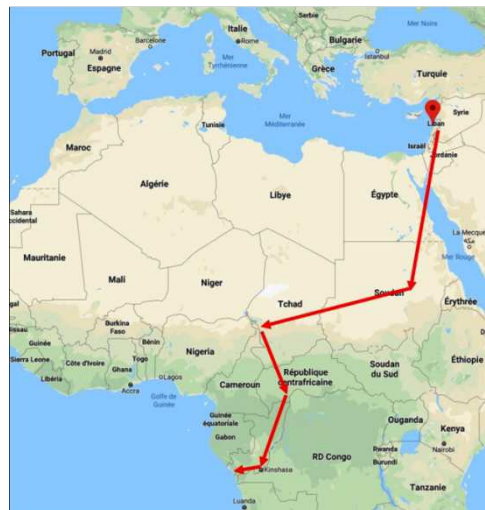 Serbie
Mer Noire
Italie
Barcelone
Rome
Bulgarie
Portugal
Madrid
Espagne
Mer
Tyrrhénienne
Istanbul
Grèce
Turquie
Mer
Méditerranée
Tunisie
Liban
Syrie
Maroc
Israël
Jordanie
Algérie
Libye
Égypte
Sahara
occidental
La Mecque
Mer Rouge
Mauritanie
Mali
Niger
Tchad
Soudan
Érythrée
Burkina
Faso
Guinée
Bénin
Nigeria
Sierra Leone
Côte d'Ivoire
Togo
Ghana
Liberia
Accra
Lagos
Cameroun
République
centrafricaine
Soudan
du Sud
Éthiopie
Golfe de
Guinée
Guinée
équatoriale
Gabon
Ouganda
Kenya
Nairobi
RD Congo
Rwanda
Burundi
Kinshasa
Tanzanie
Luanda